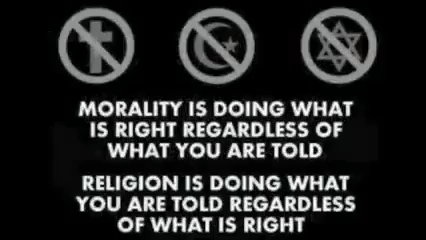 MORALITY IS DOING WHAT
IS RIGHT REGARDLESS OF
WHAT YOU ARE TOLD
RELIGION IS DOING WHAT
YOU ARE TOLD REGARDLESS
OF WHAT IS RIGHT